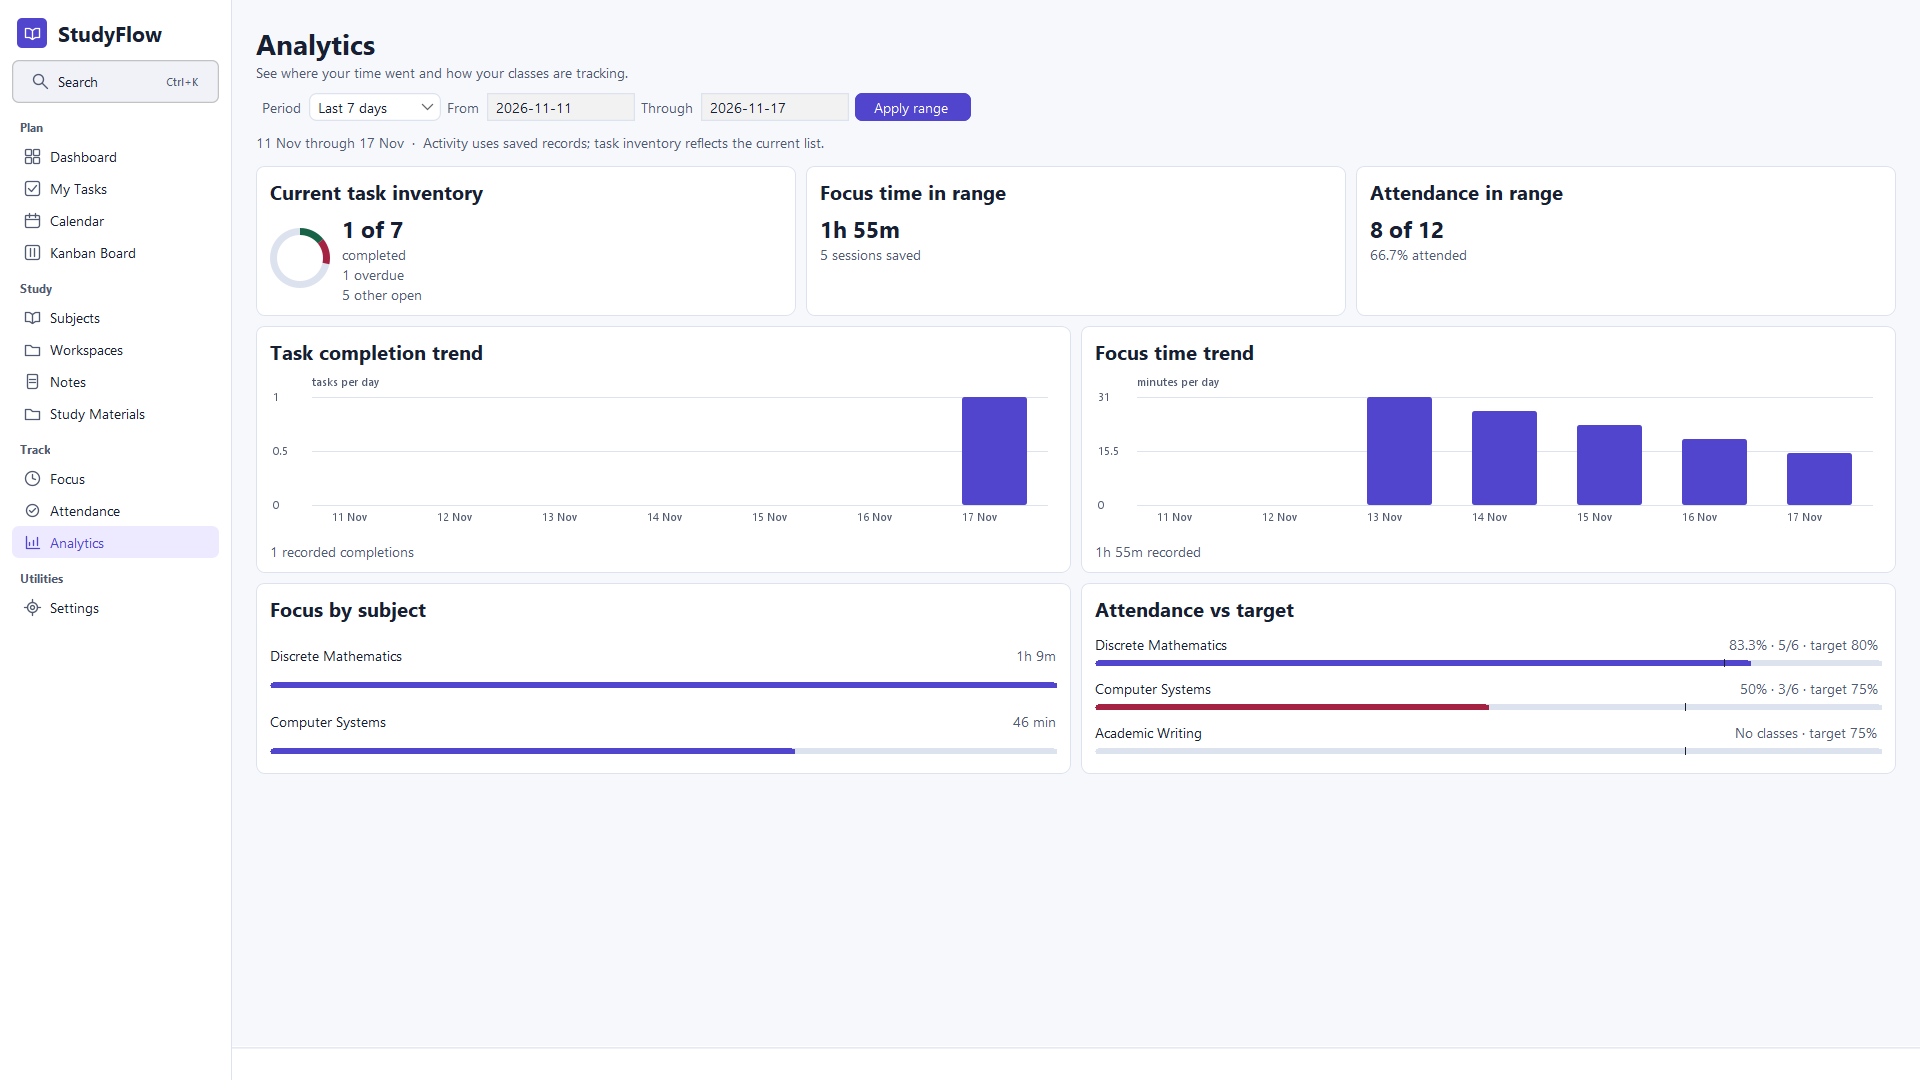 StudyFlow
Search Ctrl+K
Plan
Dashboard
My Tasks
Calendar
Kanban Board
Study
Subjects
Workspaces
Notes
Study Materials
Track
Focus
Attendance
Analytics
Utilities
Settings
Analytics
See where your time went and how your classes are tracking.
Period Last 7 days From 2026-11-11 Through 2026-11-17 Apply range
11 Nov through 17 Nov · Activity uses saved records; task inventory reflects the current list.
Current task inventory
1 of 7
completed
1 overdue
5 other open
Focus time in range
1h 55m
5 sessions saved
Attendance in range
8 of 12
66.7% attended
Task completion trend
tasks per day
1
0.5
0
11 Nov 12 Nov 13 Nov 14 Nov 15 Nov 16 Nov 17 Nov
1 recorded completions
Focus time trend
minutes per day
31
15.5
0
11 Nov 12 Nov 13 Nov 14 Nov 15 Nov 16 Nov 17 Nov
1h 55m recorded
Focus by subject
Discrete Mathematics 1h 9m
Computer Systems 46 min
Attendance vs target
Discrete Mathematics 83.3% · 5/6 · target 80%
Computer Systems 50% · 3/6 · target 75%
Academic Writing No classes · target 75%